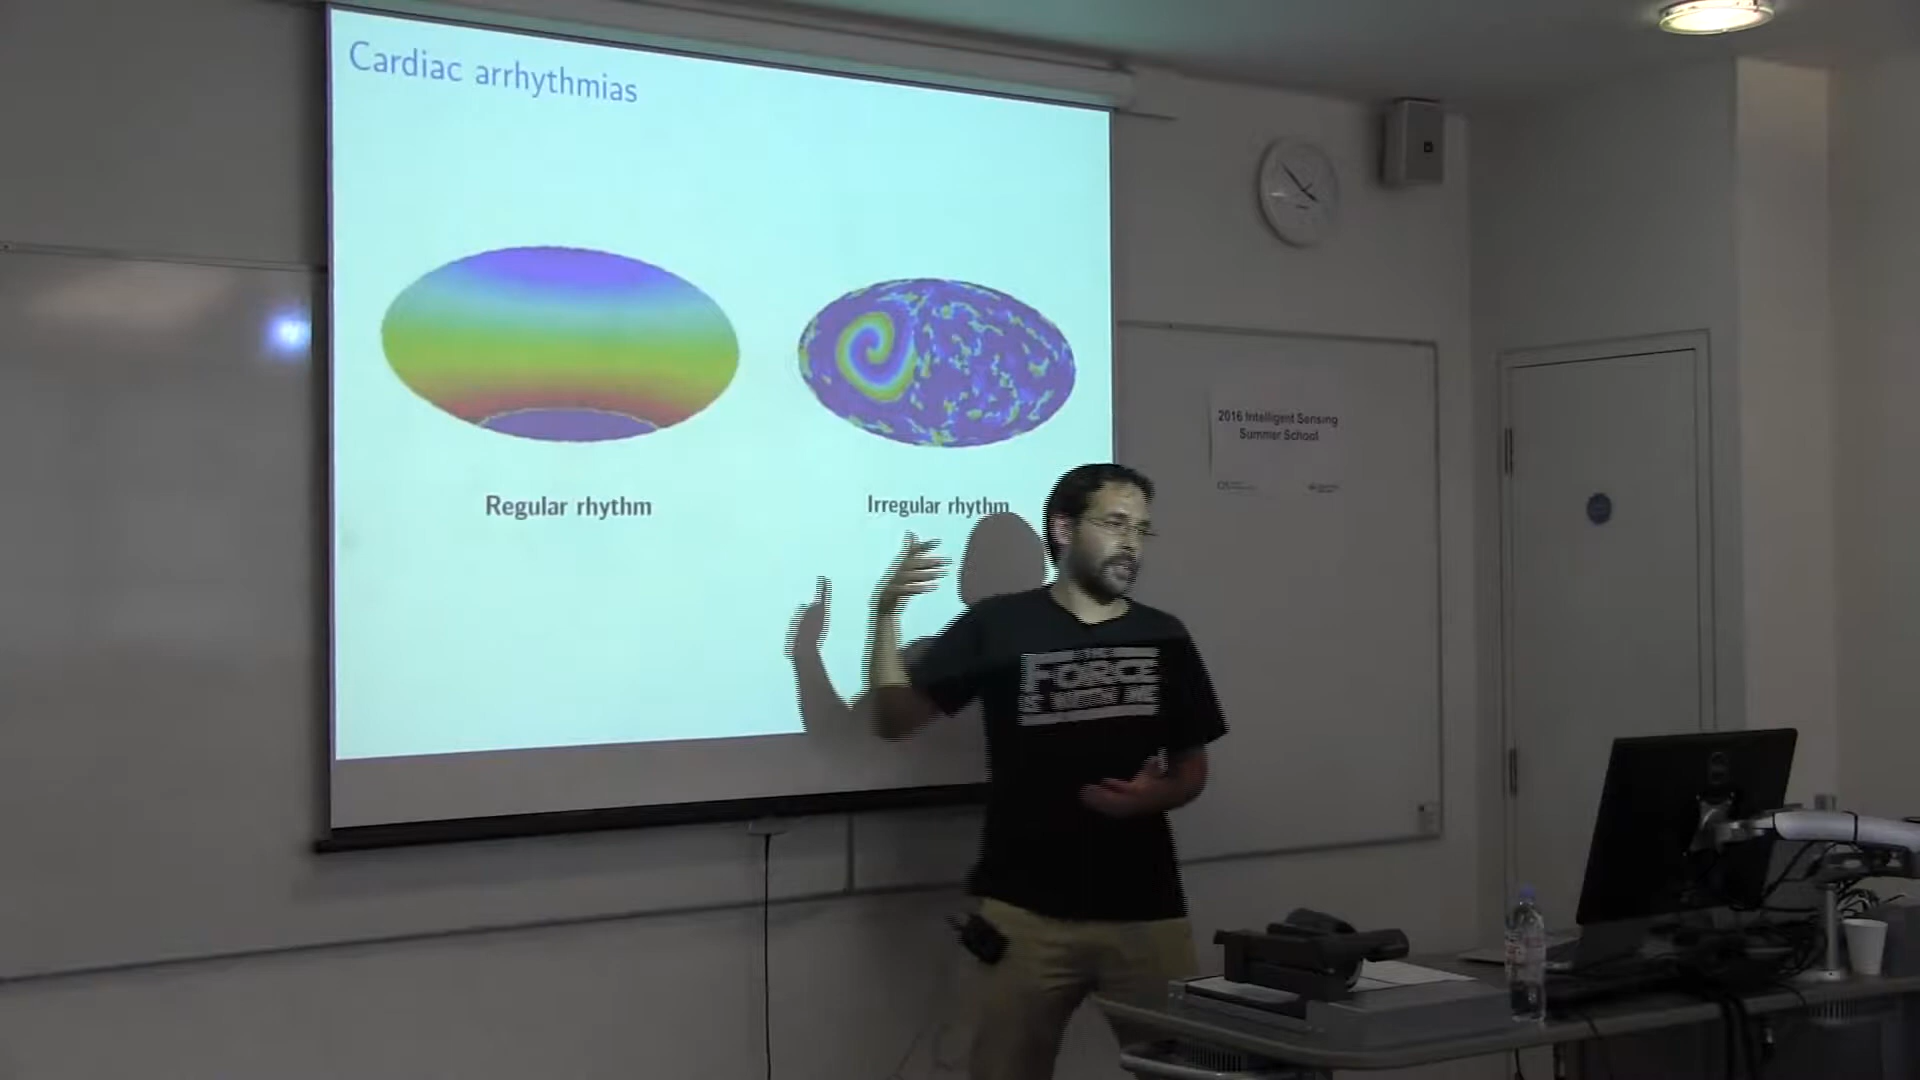 Cardiac arrhythmias
Regular rhythm
Irregular rhythm
2016 Intelligent Sensing
Summer School
THE
FORCE
IS WITH ME